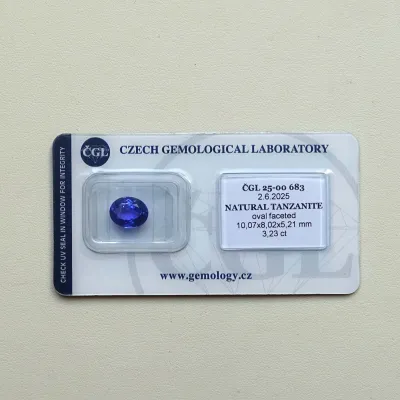 ČGL
CZECH GEMOLOGICAL LABORATORY
CHECK UV SEAL IN WINDOW FOR INTEGRITY
ČGL 25-00 683
2.6.2025
NATURAL TANZANITE
oval faceted
10,07x8,02x5,21 mm
3,23 ct
www.gemology.cz